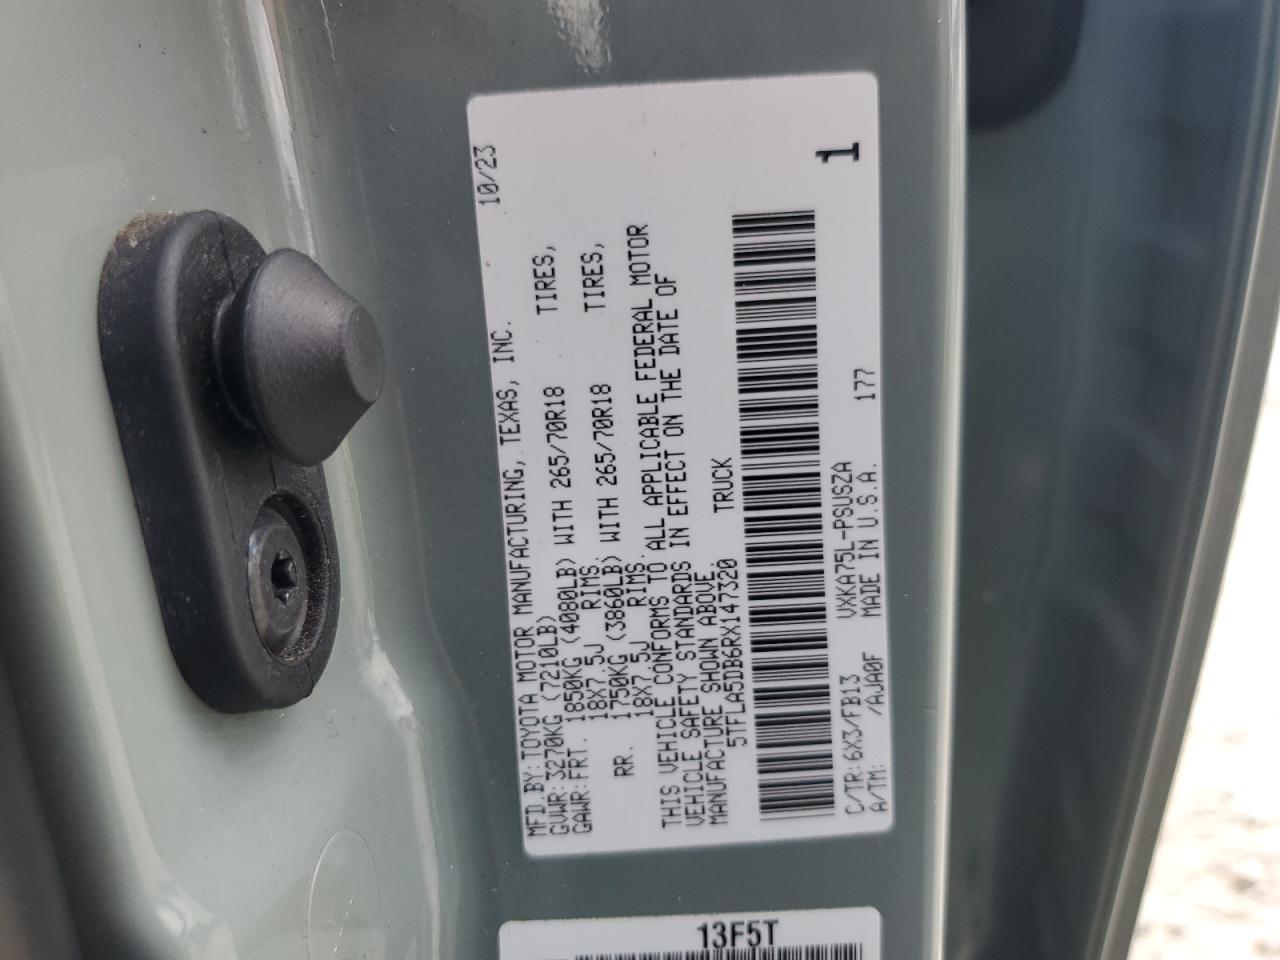 MFD BY: TOYOTA MOTOR MANUFACTURING, TEXAS, INC. 10/23
GVWR: 3270KG (7210LB)
GAWR: FRT. 1850KG (4080LB) WITH 265/70R18 TIRES,
18X7.5J RIMS.
RR. 1750KG (3860LB) WITH 265/70R18 TIRES,
18X7.5J RIMS.
THIS VEHICLE CONFORMS TO ALL APPLICABLE FEDERAL MOTOR
VEHICLE SAFETY STANDARDS IN EFFECT ON THE DATE OF
MANUFACTURE SHOWN ABOVE.
5TFLA5DB6RX147320 TRUCK
1
C/TR: 6X3/FB13 VXKA75L-PSUSZA 177
A/TM: /AJA0F MADE IN U.S.A.
13F5T